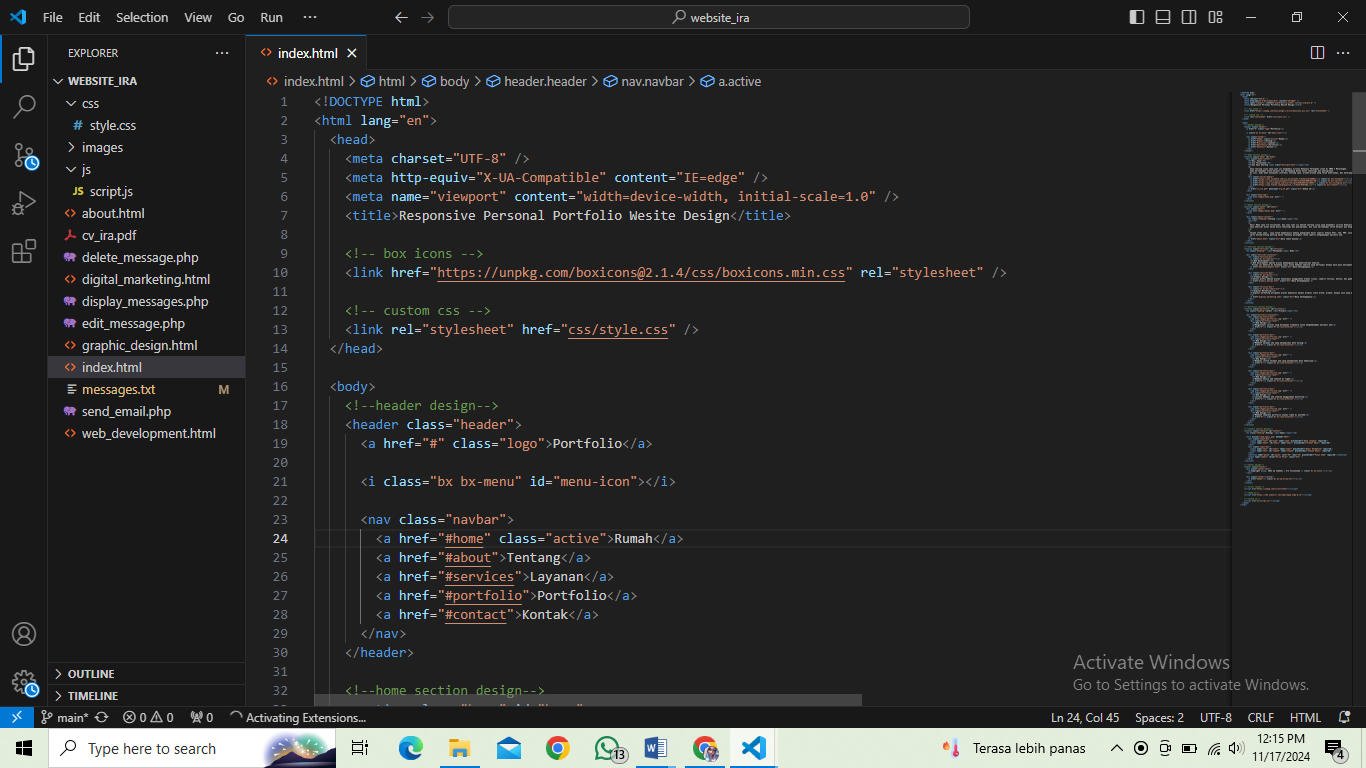 File Edit Selection View Go Run ··· website_ira
EXPLORER ···
WEBSITE_IRA
css
# style.css
images
js
JS script.js
about.html
cv_ira.pdf
delete_message.php
digital_marketing.html
display_messages.php
edit_message.php
graphic_design.html
index.html
messages.txt M
send_email.php
web_development.html
OUTLINE
TIMELINE
index.html
index.html > html > body > header.header > nav.navbar > a.active
1 <!DOCTYPE html>
2 <html lang="en">
3 <head>
4 <meta charset="UTF-8" />
5 <meta http-equiv="X-UA-Compatible" content="IE=edge" />
6 <meta name="viewport" content="width=device-width, initial-scale=1.0" />
7 <title>Responsive Personal Portfolio Wesite Design</title>
8
9 <!-- box icons -->
10 <link href="https://unpkg.com/boxicons@2.1.4/css/boxicons.min.css" rel="stylesheet" />
11
12 <!-- custom css -->
13 <link rel="stylesheet" href="css/style.css" />
14 </head>
15
16 <body>
17 <!--header design-->
18 <header class="header">
19 <a href="#" class="logo">Portfolio</a>
20
21 <i class="bx bx-menu" id="menu-icon"></i>
22
23 <nav class="navbar">
24 <a href="#home" class="active">Rumah</a>
25 <a href="#about">Tentang</a>
26 <a href="#services">Layanan</a>
27 <a href="#portfolio">Portfolio</a>
28 <a href="#contact">Kontak</a>
29 </nav>
30 </header>
31
32 <!--home section design-->
Activate Windows
Go to Settings to activate Windows.
main* 0 0 0 Activating Extensions... Ln 24, Col 45 Spaces: 2 UTF-8 CRLF HTML
Type here to search 13 Terasa lebih panas 12:15 PM
11/17/2024 4